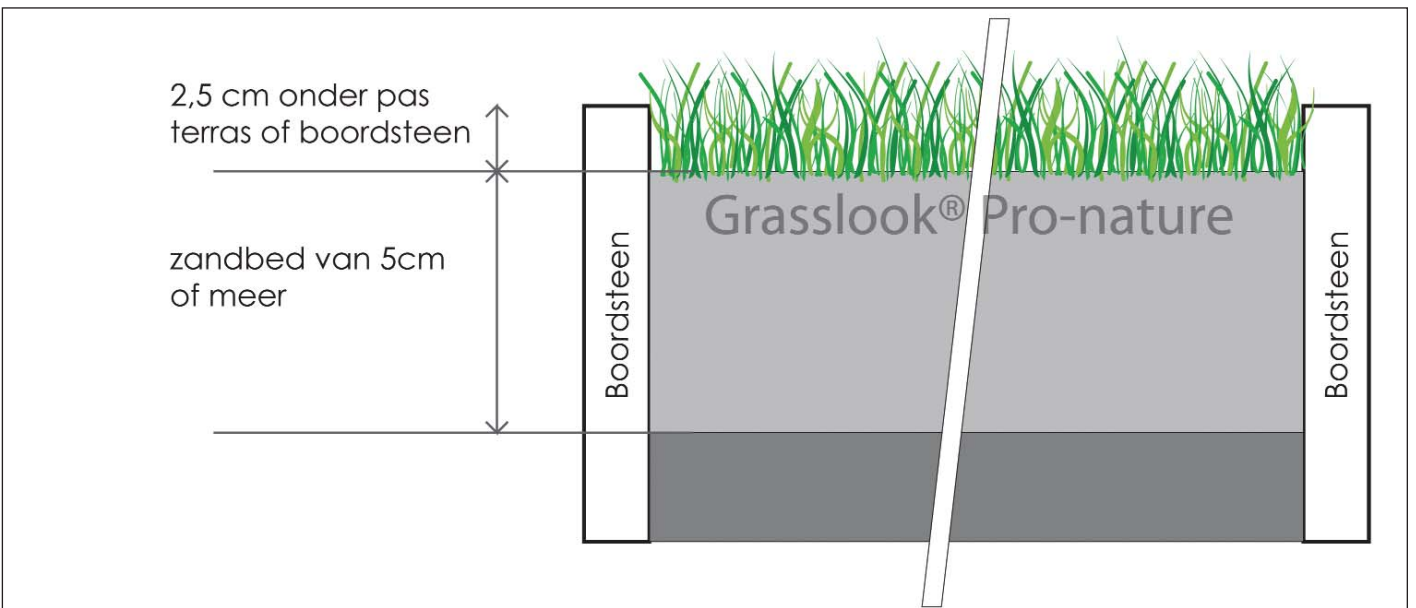 2,5 cm onder pas
terras of boordsteen
zandbed van 5cm
of meer
Grasslook® Pro-nature
Boordsteen
Boordsteen